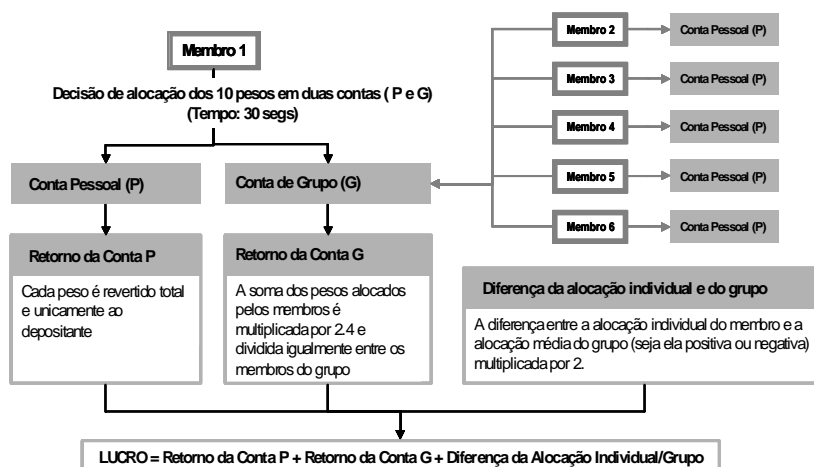 Membro 1
Decisão de alocação dos 10 pesos em duas contas ( P e G)
(Tempo: 30 segs)
Membro 2
Conta Pessoal (P)
Membro 3
Conta Pessoal (P)
Membro 4
Conta Pessoal (P)
Membro 5
Conta Pessoal (P)
Membro 6
Conta Pessoal (P)
Conta Pessoal (P)
Conta de Grupo (G)
Retorno da Conta P
Cada peso é revertido total
e unicamente ao
depositante
Retorno da Conta G
A soma dos pesos alocados
pelos membros é
multiplicada por 2.4 e
dividida igualmente entre os
membros do grupo
Diferença da alocação individual e do grupo
A diferença entre a alocação individual do membro e a
alocação média do grupo (seja ela positiva ou negativa)
multiplicada por 2.
LUCRO = Retorno da Conta P + Retorno da Conta G + Diferença da Alocação Individual/Grupo